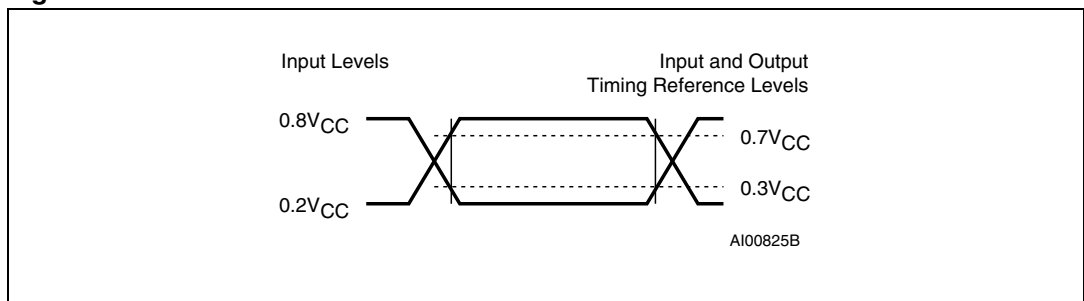 Input Levels
Input and Output
Timing Reference Levels
0.8VCC
0.7VCC
0.3VCC
0.2VCC
AI00825B